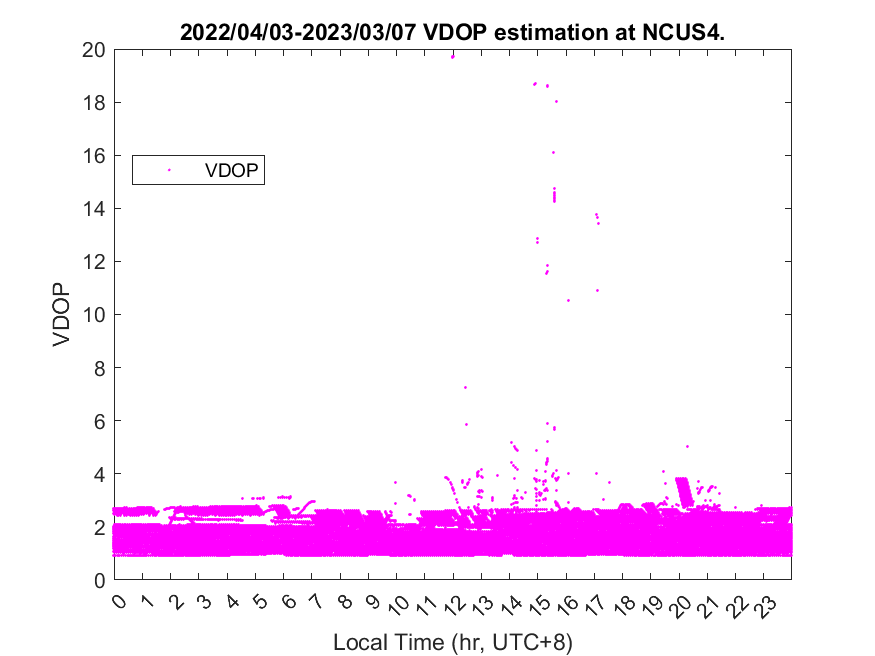 2022/04/03-2023/03/07 VDOP estimation at NCUS4.
20
18
16
14
12
10
8
6
4
2
0
VDOP
VDOP
0 1 2 3 4 5 6 7 8 9 10 11 12 13 14 15 16 17 18 19 20 21 22 23
Local Time (hr, UTC+8)